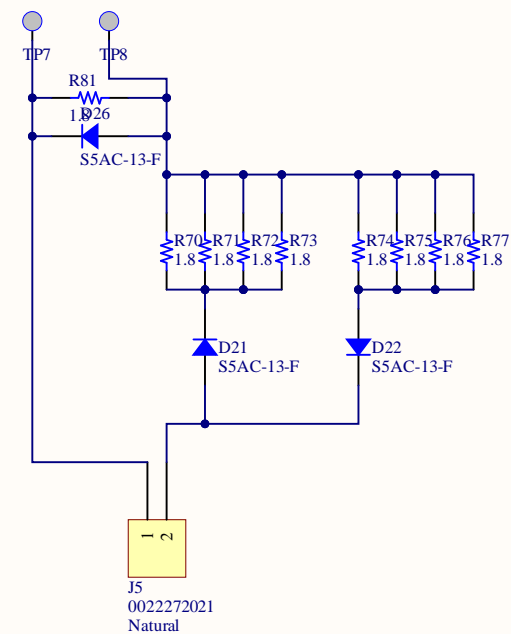 TP7
TP8
R81
1.8
D26
S5AC-13-F
R70
R71
R72
R73
R74
R75
R76
R77
1.8
1.8
1.8
1.8
1.8
1.8
1.8
1.8
D21
S5AC-13-F
D22
S5AC-13-F
1
2
J5
0022272021
Natural